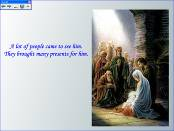 A lot of people came to see him.
They brought many presents for him.